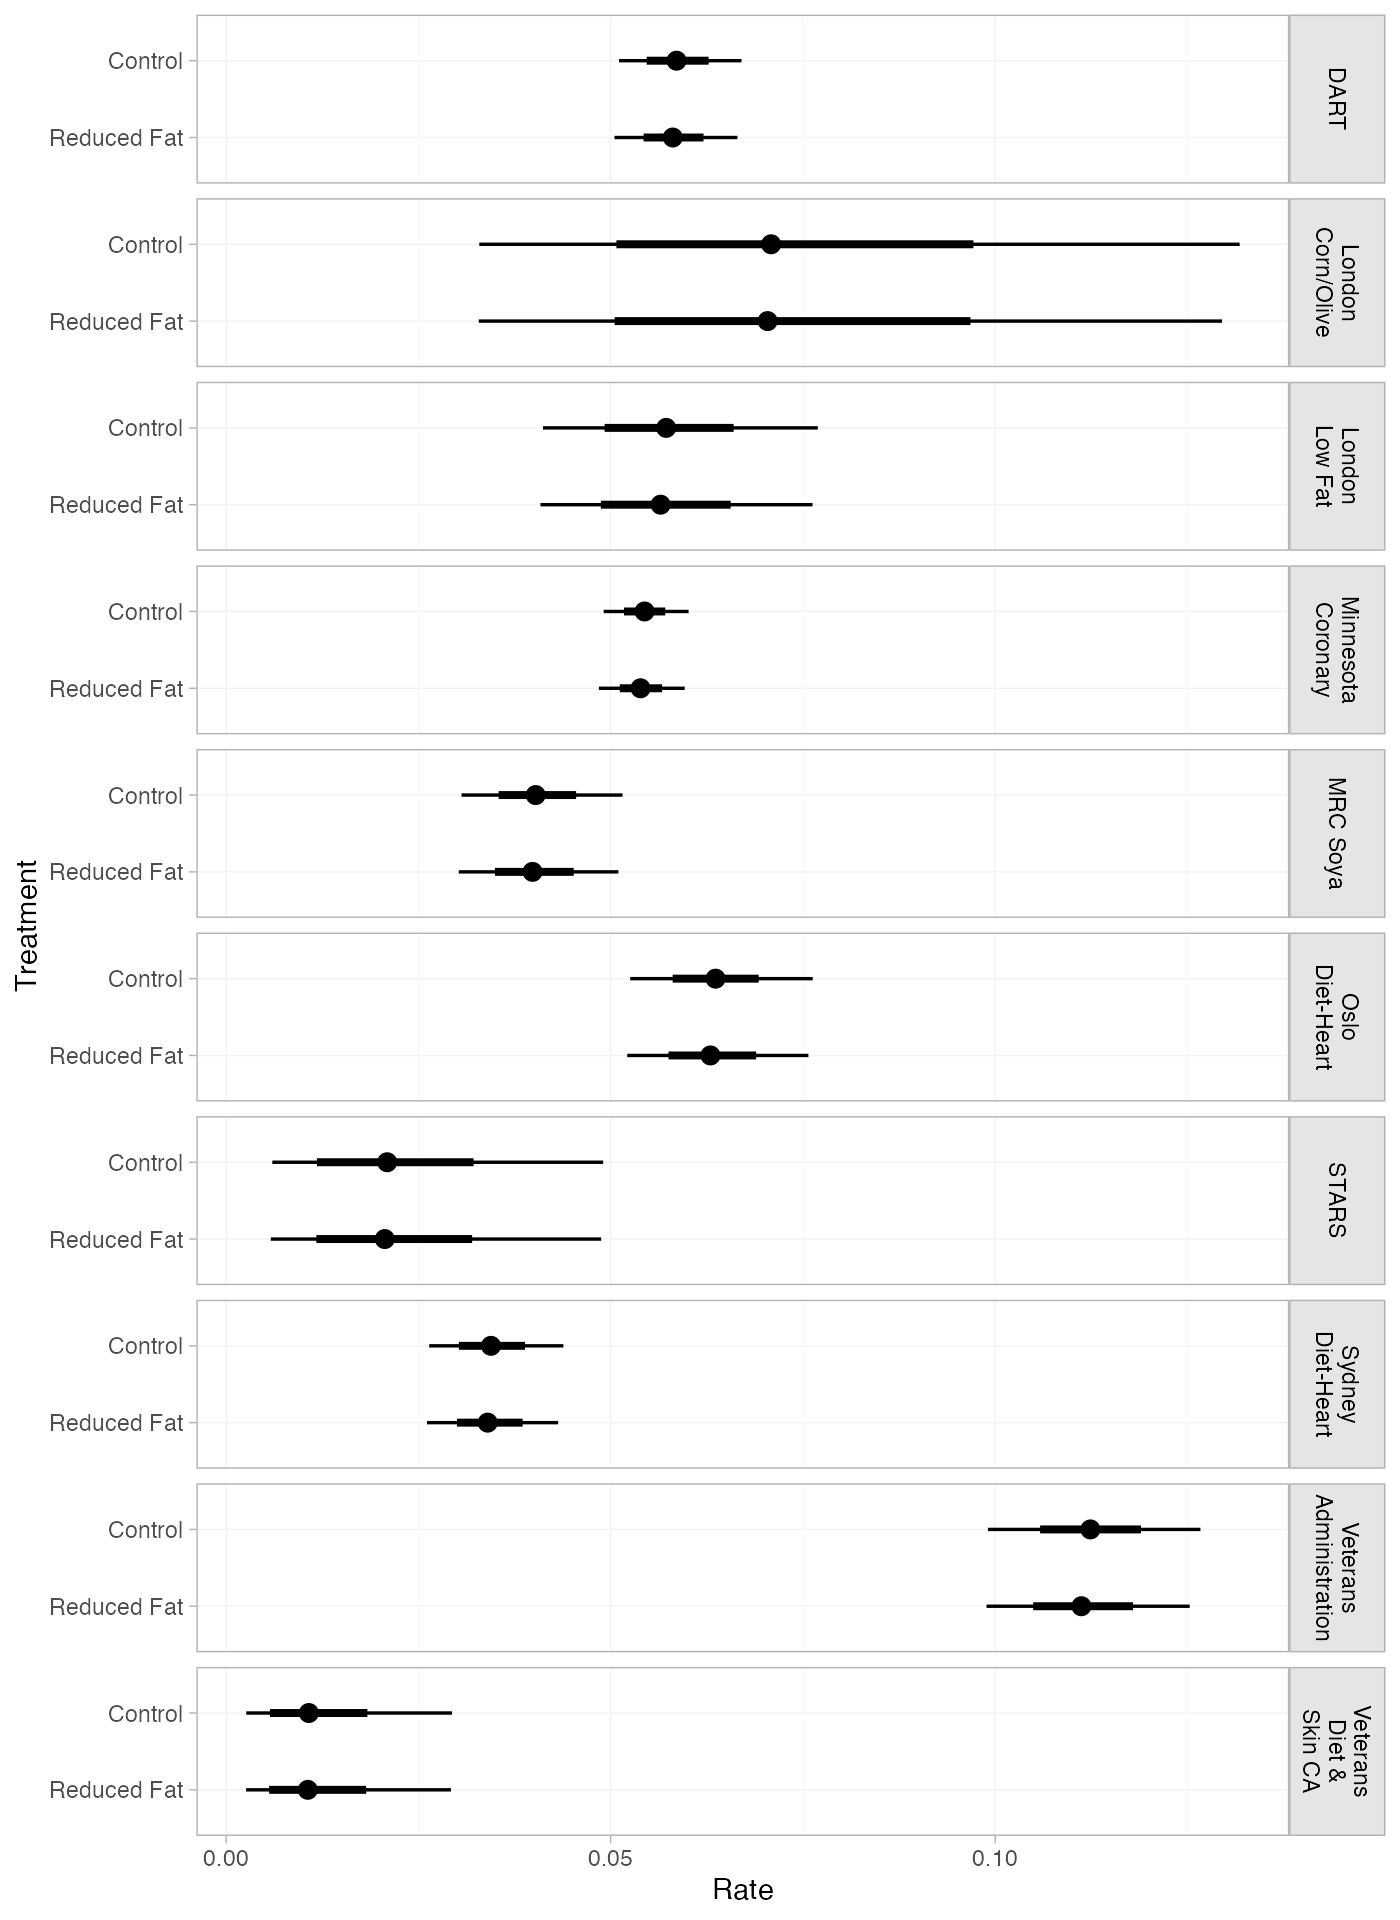 Control
Reduced Fat
DART
Control
Reduced Fat
London
Corn/Olive
Control
Reduced Fat
London
Low Fat
Control
Reduced Fat
Minnesota
Coronary
Control
Reduced Fat
MRC Soya
Control
Reduced Fat
Oslo
Diet-Heart
Control
Reduced Fat
STARS
Control
Reduced Fat
Sydney
Diet-Heart
Control
Reduced Fat
Veterans
Administration
Control
Reduced Fat
Veterans
Diet &
Skin CA
Treatment
0.00
0.05
0.10
Rate